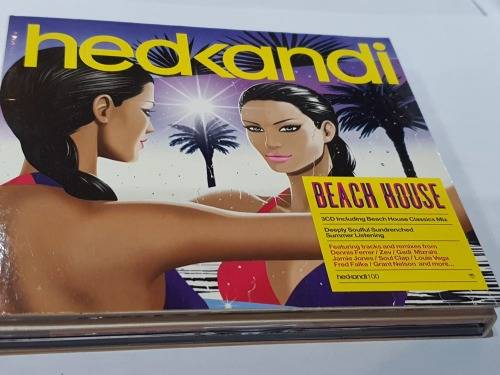 hedkandi
BEACH HOUSE
3CD Including Beach House Classics Mix
Deeply Soulful Sundrenched
Summer Listening
Featuring tracks and remixes from
Dennis Ferrer / Zev / Gadi Mizrahi
Jamie Jones / Soul Clap / Louie Vega
Fred Falke / Grant Nelson and more...
hedkandi100